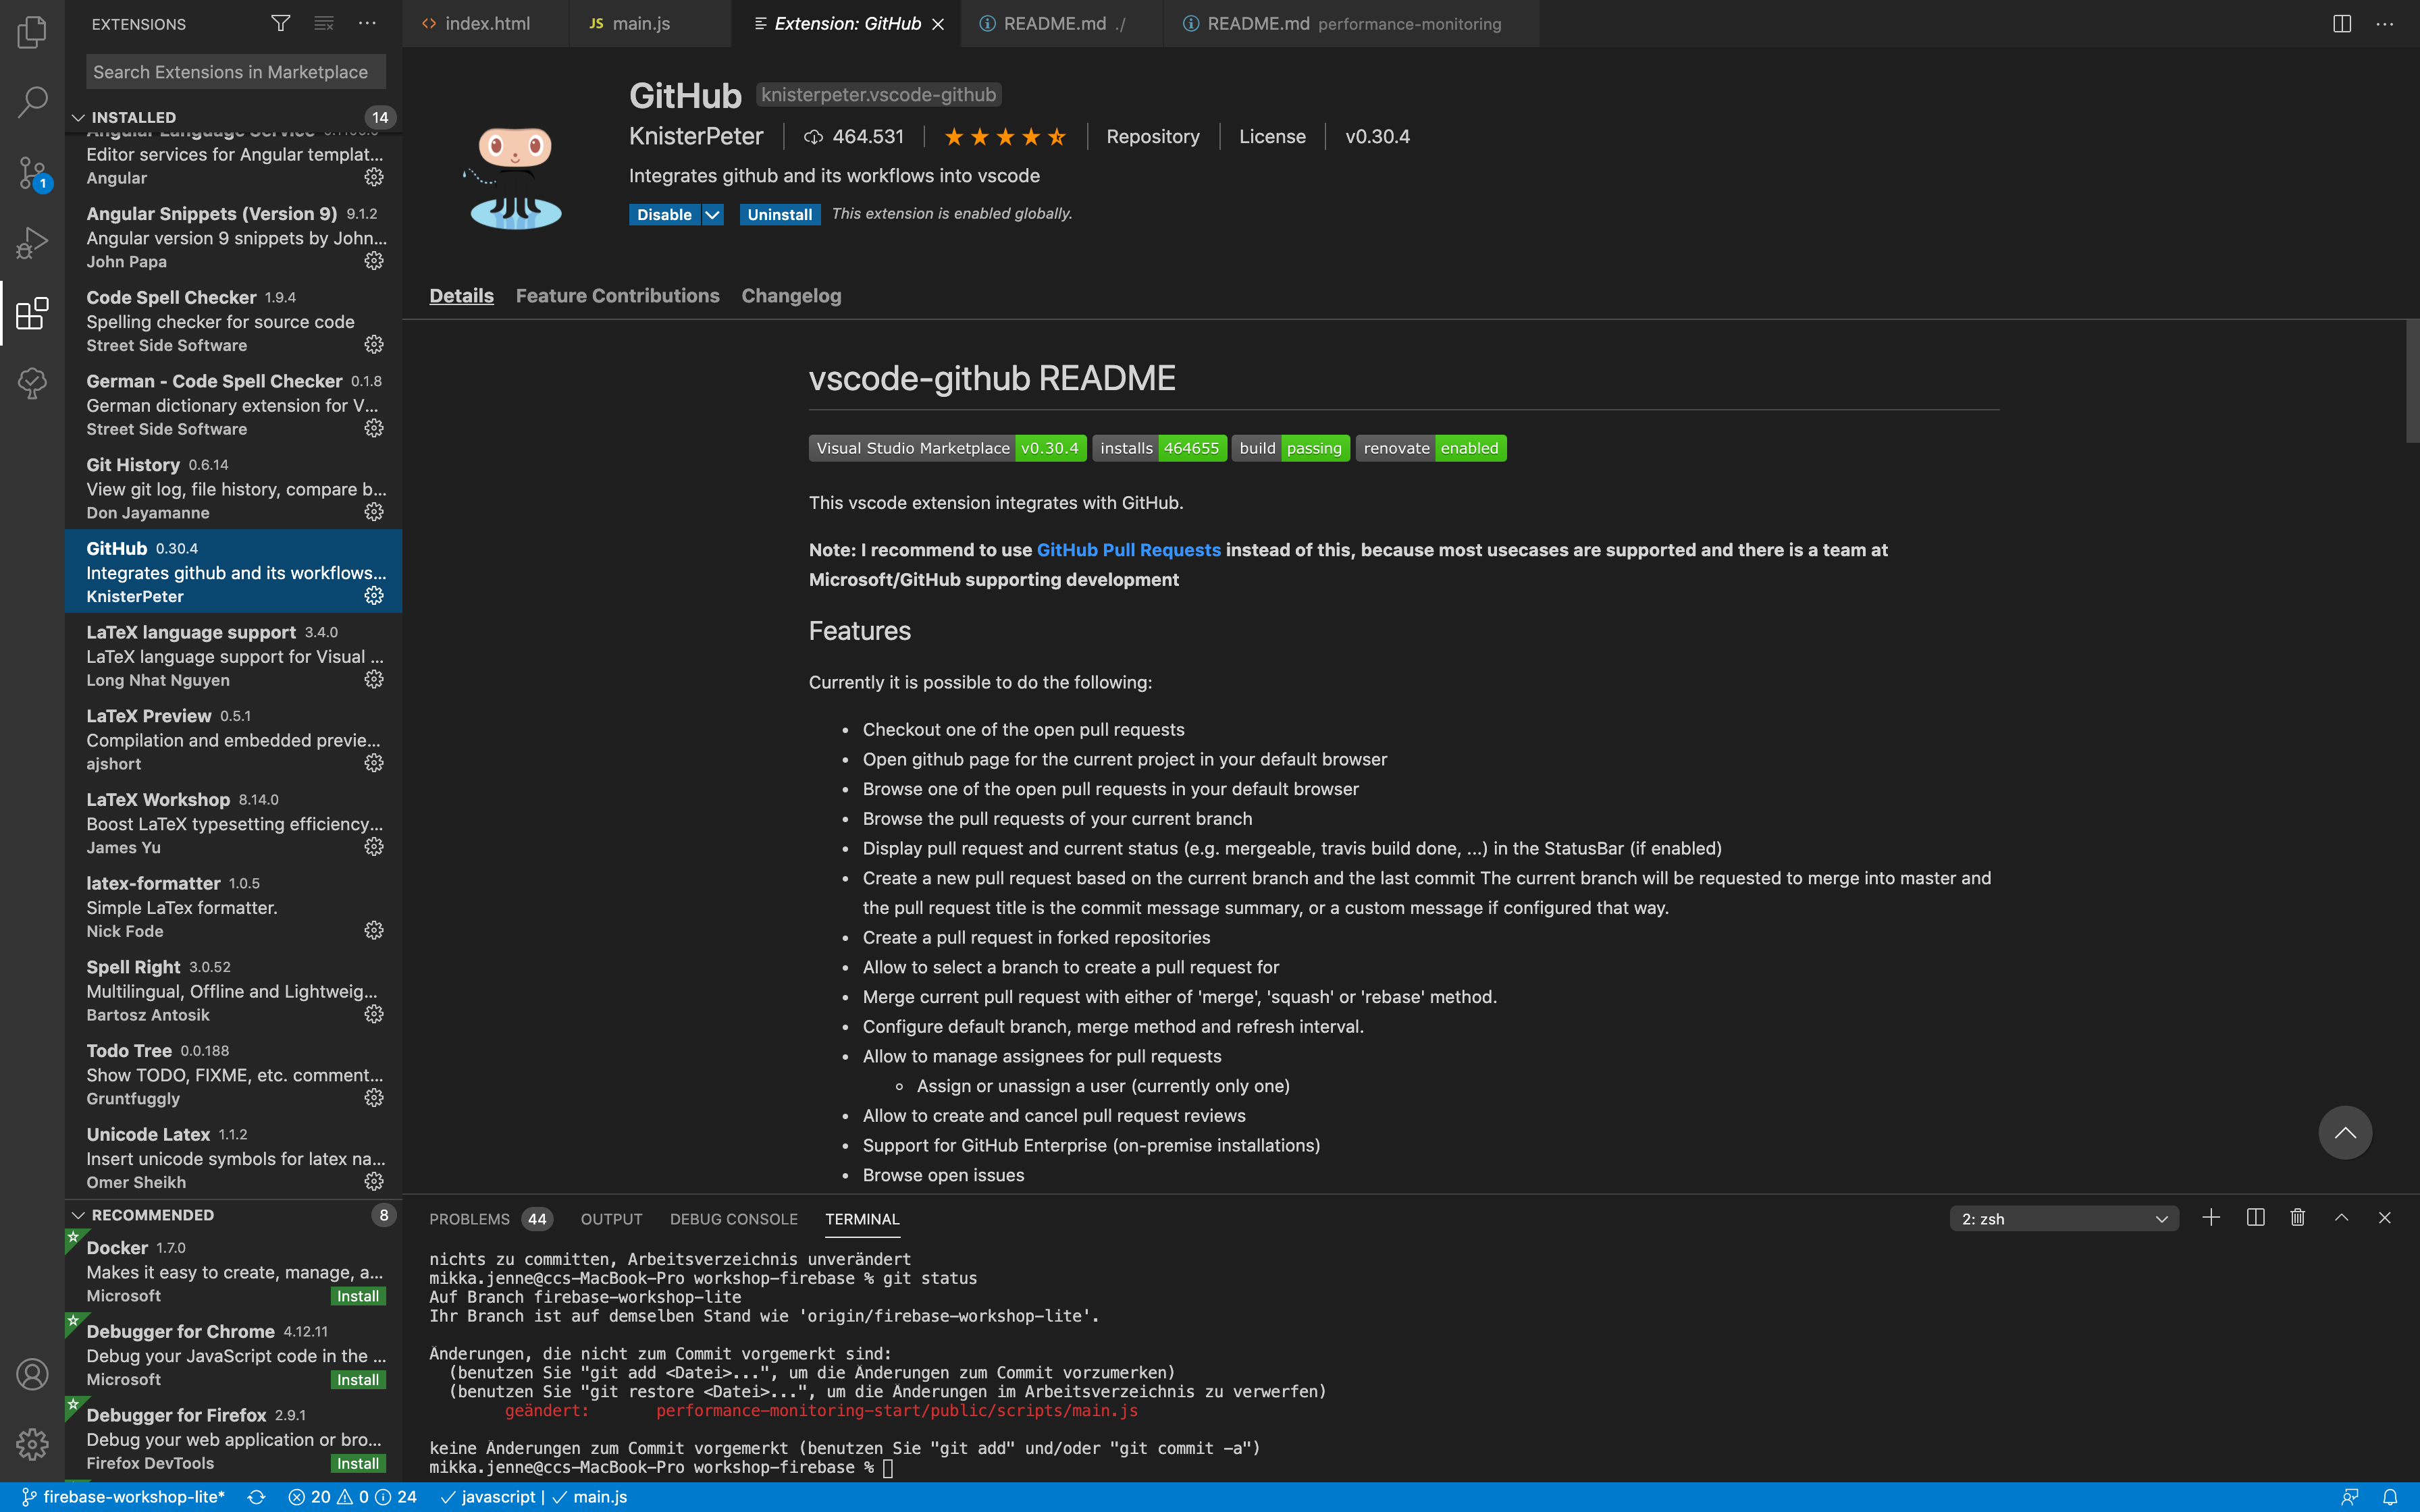 EXTENSIONS
Search Extensions in Marketplace
INSTALLED 14
Angular Language Service
Editor services for Angular templat...
Angular
Angular Snippets (Version 9) 9.1.2
Angular version 9 snippets by John...
John Papa
Code Spell Checker 1.9.4
Spelling checker for source code
Street Side Software
German - Code Spell Checker 0.1.8
German dictionary extension for V...
Street Side Software
Git History 0.6.14
View git log, file history, compare b...
Don Jayamanne
GitHub 0.30.4
Integrates github and its workflows...
KnisterPeter
LaTeX language support 3.4.0
LaTeX language support for Visual ...
Long Nhat Nguyen
LaTeX Preview 0.5.1
Compilation and embedded previe...
ajshort
LaTeX Workshop 8.14.0
Boost LaTeX typesetting efficiency...
James Yu
latex-formatter 1.0.5
Simple LaTex formatter.
Nick Fode
Spell Right 3.0.52
Multilingual, Offline and Lightweig...
Bartosz Antosik
Todo Tree 0.0.188
Show TODO, FIXME, etc. comment...
Gruntfuggly
Unicode Latex 1.1.2
Insert unicode symbols for latex na...
Omer Sheikh
RECOMMENDED 8
Docker 1.7.0
Makes it easy to create, manage, a...
Microsoft Install
Debugger for Chrome 4.12.11
Debug your JavaScript code in the ...
Microsoft Install
Debugger for Firefox 2.9.1
Debug your web application or bro...
Firefox DevTools Install
1
index.html JS main.js Extension: GitHub README.md ./ README.md performance-monitoring
GitHub knisterpeter.vscode-github
KnisterPeter 464.531 Repository License v0.30.4
Integrates github and its workflows into vscode
Disable Uninstall This extension is enabled globally.
Details Feature Contributions Changelog
vscode-github README
Visual Studio Marketplace v0.30.4 installs 464655 build passing renovate enabled
This vscode extension integrates with GitHub.
Note: I recommend to use GitHub Pull Requests instead of this, because most usecases are supported and there is a team at
Microsoft/GitHub supporting development
Features
Currently it is possible to do the following:
• Checkout one of the open pull requests
• Open github page for the current project in your default browser
• Browse one of the open pull requests in your default browser
• Browse the pull requests of your current branch
• Display pull request and current status (e.g. mergeable, travis build done, ...) in the StatusBar (if enabled)
• Create a new pull request based on the current branch and the last commit The current branch will be requested to merge into master and
the pull request title is the commit message summary, or a custom message if configured that way.
• Create a pull request in forked repositories
• Allow to select a branch to create a pull request for
• Merge current pull request with either of 'merge', 'squash' or 'rebase' method.
• Configure default branch, merge method and refresh interval.
• Allow to manage assignees for pull requests
◦ Assign or unassign a user (currently only one)
• Allow to create and cancel pull request reviews
• Support for GitHub Enterprise (on-premise installations)
• Browse open issues
PROBLEMS 44 OUTPUT DEBUG CONSOLE TERMINAL 2: zsh
nichts zu committen, Arbeitsverzeichnis unverändert
mikka.jenne@ccs-MacBook-Pro workshop-firebase % git status
Auf Branch firebase-workshop-lite
Ihr Branch ist auf demselben Stand wie 'origin/firebase-workshop-lite'.
Änderungen, die nicht zum Commit vorgemerkt sind:
(benutzen Sie "git add <Datei>...", um die Änderungen zum Commit vorzumerken)
(benutzen Sie "git restore <Datei>...", um die Änderungen im Arbeitsverzeichnis zu verwerfen)
geändert: performance-monitoring-start/public/scripts/main.js
keine Änderungen zum Commit vorgemerkt (benutzen Sie "git add" und/oder "git commit -a")
mikka.jenne@ccs-MacBook-Pro workshop-firebase %
firebase-workshop-lite* 20 0 24 javascript | main.js